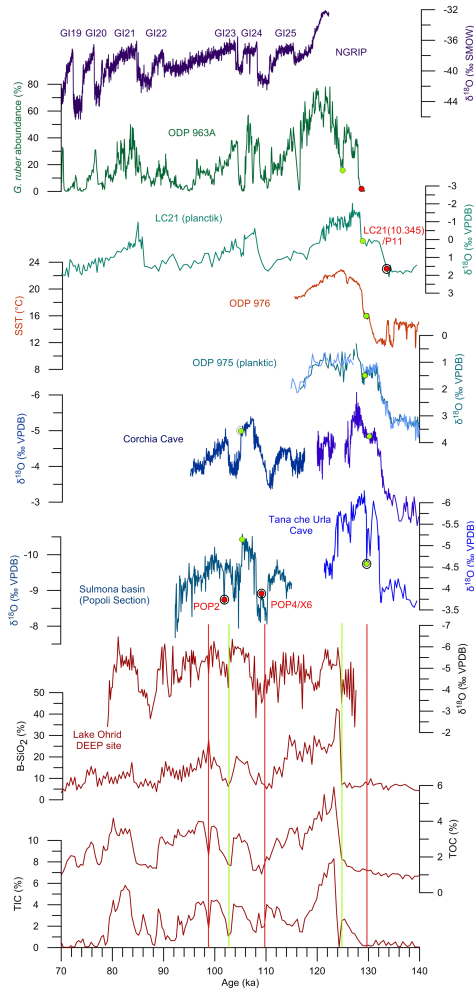 GI19 GI20 GI21 GI22 GI23 GI24 GI25
NGRIP
-32
-36
-40
-44
δ18O (‰ SMOW)
80
60
40
20
0
G. ruber aboundance (%)
ODP 963A
-3
-2
-1
0
1
2
3
δ18O (‰ VPDB)
LC21 (planctik)
LC21(10.345)
/P11
24
20
16
12
8
SST (°C)
ODP 976
0
1
2
3
4
δ18O (‰ VPDB)
ODP 975 (planktic)
-6
-5
-4
-3
δ18O (‰ VPDB)
Corchia Cave
-6
-5.5
-5
-4.5
-4
-3.5
δ18O (‰ VPDB)
Tana che Urla
Cave
-10
-9
-8
δ18O (‰ VPDB)
Sulmona basin
(Popoli Section)
POP2
POP4/X6
-7
-6
-5
-4
-3
-2
δ18O (‰ VPDB)
Lake Ohrid
DEEP site
50
40
30
20
10
0
B-SiO2 (%)
6
4
2
0
TOC (%)
10
8
6
4
2
0
TIC (%)
70 80 90 100 110 120 130 140
Age (ka)